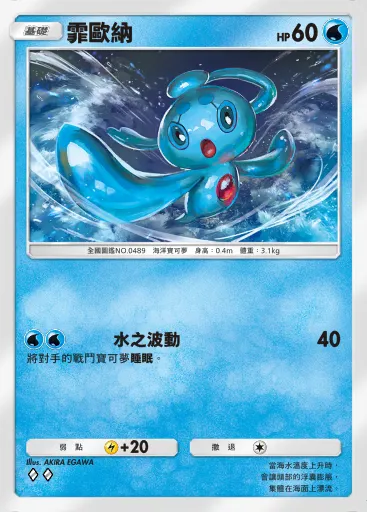 基礎 霏歐納 HP 60
全國圖鑑NO.0489 海洋寶可夢 身高：0.4m 體重：3.1kg
水之波動 40
將對手的戰鬥寶可夢睡眠。
弱點 +20 撤退
Illus. AKIRA EGAWA
當海水溫度上升時，
會讓頭部的浮囊膨脹，
集體在海面上漂流。